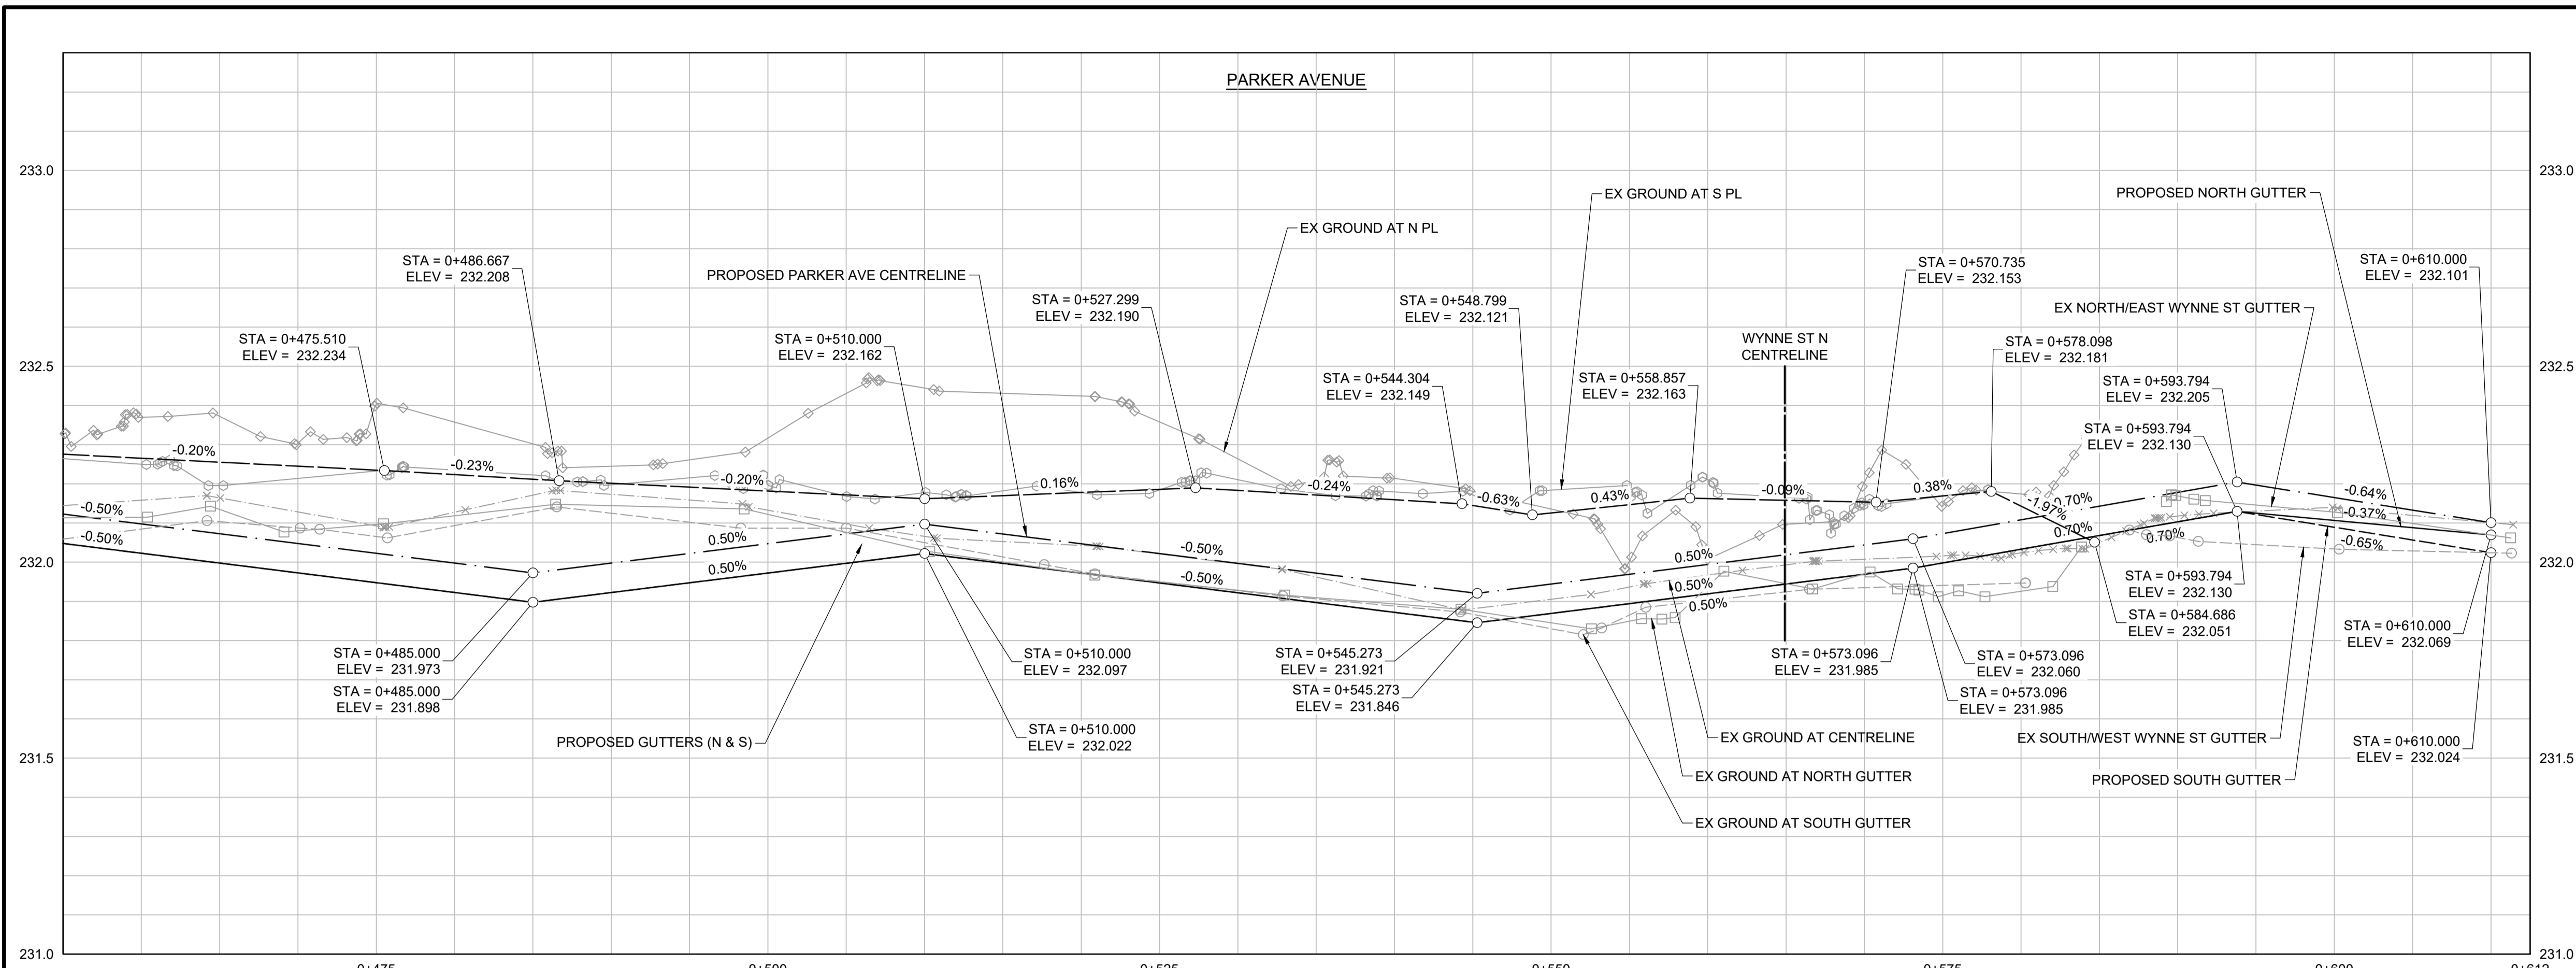 PARKER AVENUE
233.0
233.0
PROPOSED NORTH GUTTER
EX GROUND AT S PL
EX GROUND AT N PL
STA = 0+486.667
ELEV = 232.208
PROPOSED PARKER AVE CENTRELINE
STA = 0+570.735
ELEV = 232.153
STA = 0+610.000
ELEV = 232.101
STA = 0+527.299
ELEV = 232.190
STA = 0+548.799
ELEV = 232.121
EX NORTH/EAST WYNNE ST GUTTER
STA = 0+475.510
ELEV = 232.234
STA = 0+510.000
ELEV = 232.162
WYNNE ST N
CENTRELINE
STA = 0+578.098
ELEV = 232.181
232.5
232.5
STA = 0+544.304
ELEV = 232.149
STA = 0+558.857
ELEV = 232.163
STA = 0+593.794
ELEV = 232.205
STA = 0+593.794
ELEV = 232.130
-0.20%
-0.23%
-0.20%
0.16%
-0.24%
-0.63%
0.43%
-0.09%
0.38%
-1.97%
0.70%
-0.64%
-0.50%
0.50%
-0.50%
0.50%
0.70%
-0.37%
-0.50%
0.50%
-0.50%
0.50%
0.70%
-0.65%
0.50%
232.0
232.0
STA = 0+593.794
ELEV = 232.130
STA = 0+584.686
ELEV = 232.051
STA = 0+610.000
ELEV = 232.069
STA = 0+485.000
ELEV = 231.973
STA = 0+510.000
ELEV = 232.097
STA = 0+545.273
ELEV = 231.921
STA = 0+573.096
ELEV = 231.985
STA = 0+573.096
ELEV = 232.060
STA = 0+485.000
ELEV = 231.898
STA = 0+545.273
ELEV = 231.846
STA = 0+573.096
ELEV = 231.985
PROPOSED GUTTERS (N & S)
STA = 0+510.000
ELEV = 232.022
EX GROUND AT CENTRELINE
EX SOUTH/WEST WYNNE ST GUTTER
STA = 0+610.000
ELEV = 232.024
231.5
231.5
EX GROUND AT NORTH GUTTER
PROPOSED SOUTH GUTTER
EX GROUND AT SOUTH GUTTER
231.0
231.0
0+475
0+500
0+525
0+550
0+575
0+600